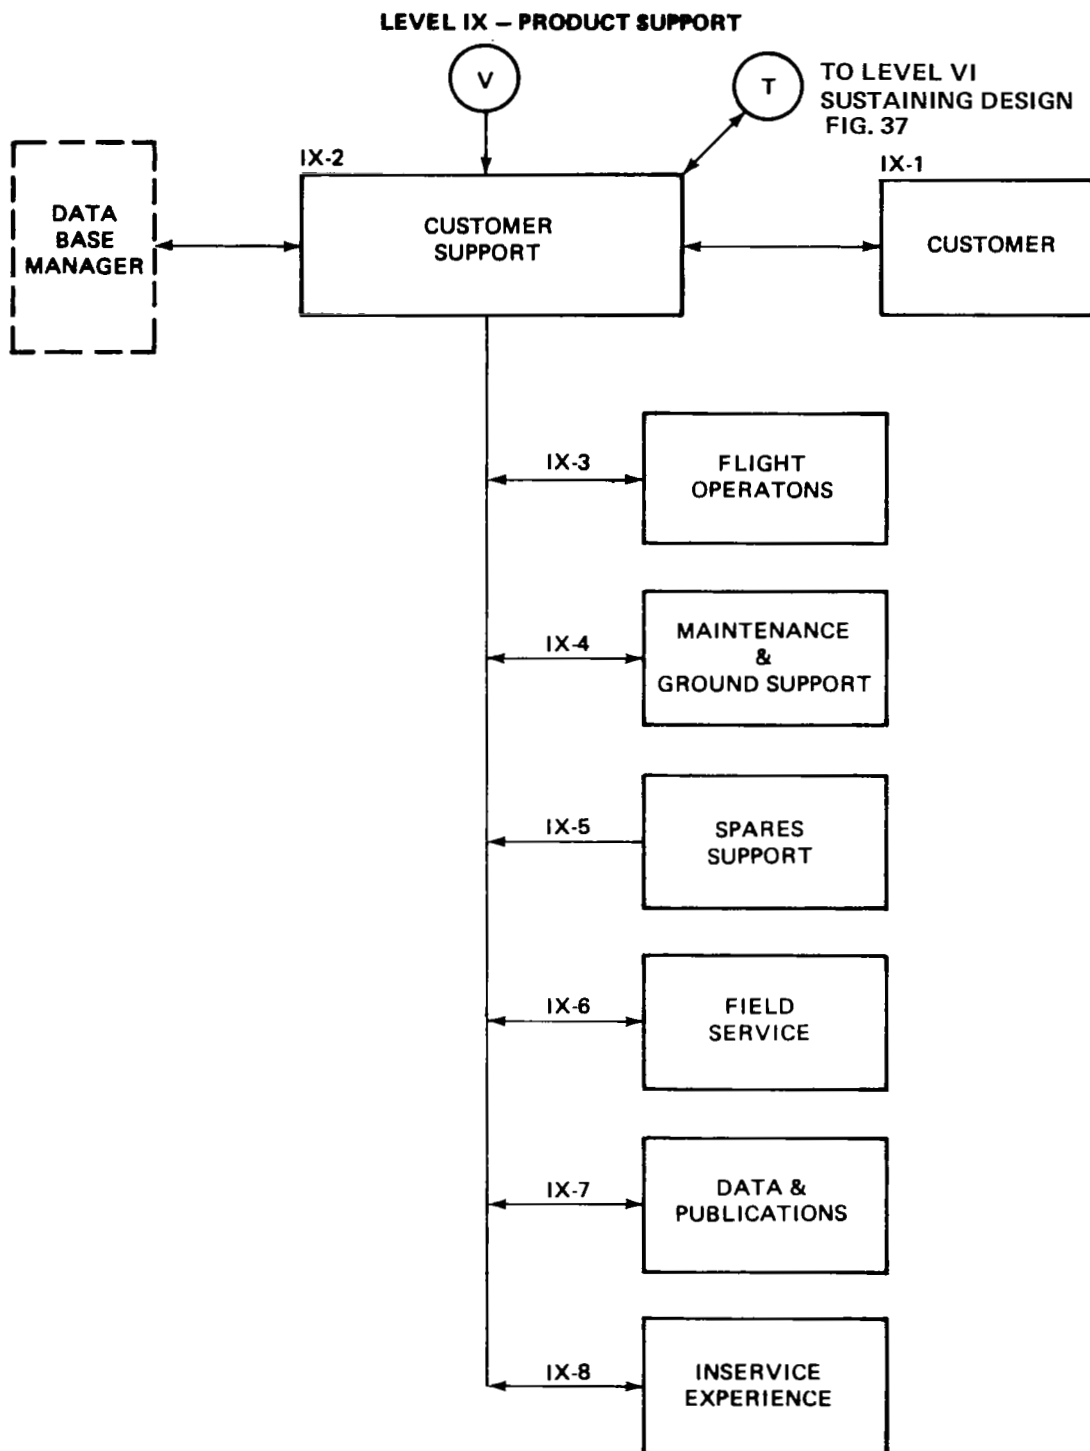 LEVEL IX – PRODUCT SUPPORT
V
T
TO LEVEL VI
SUSTAINING DESIGN
FIG. 37
IX-2
IX-1
DATA
BASE
MANAGER
CUSTOMER
SUPPORT
CUSTOMER
IX-3
FLIGHT
OPERATONS
IX-4
MAINTENANCE
&
GROUND SUPPORT
IX-5
SPARES
SUPPORT
IX-6
FIELD
SERVICE
IX-7
DATA &
PUBLICATIONS
IX-8
INSERVICE
EXPERIENCE